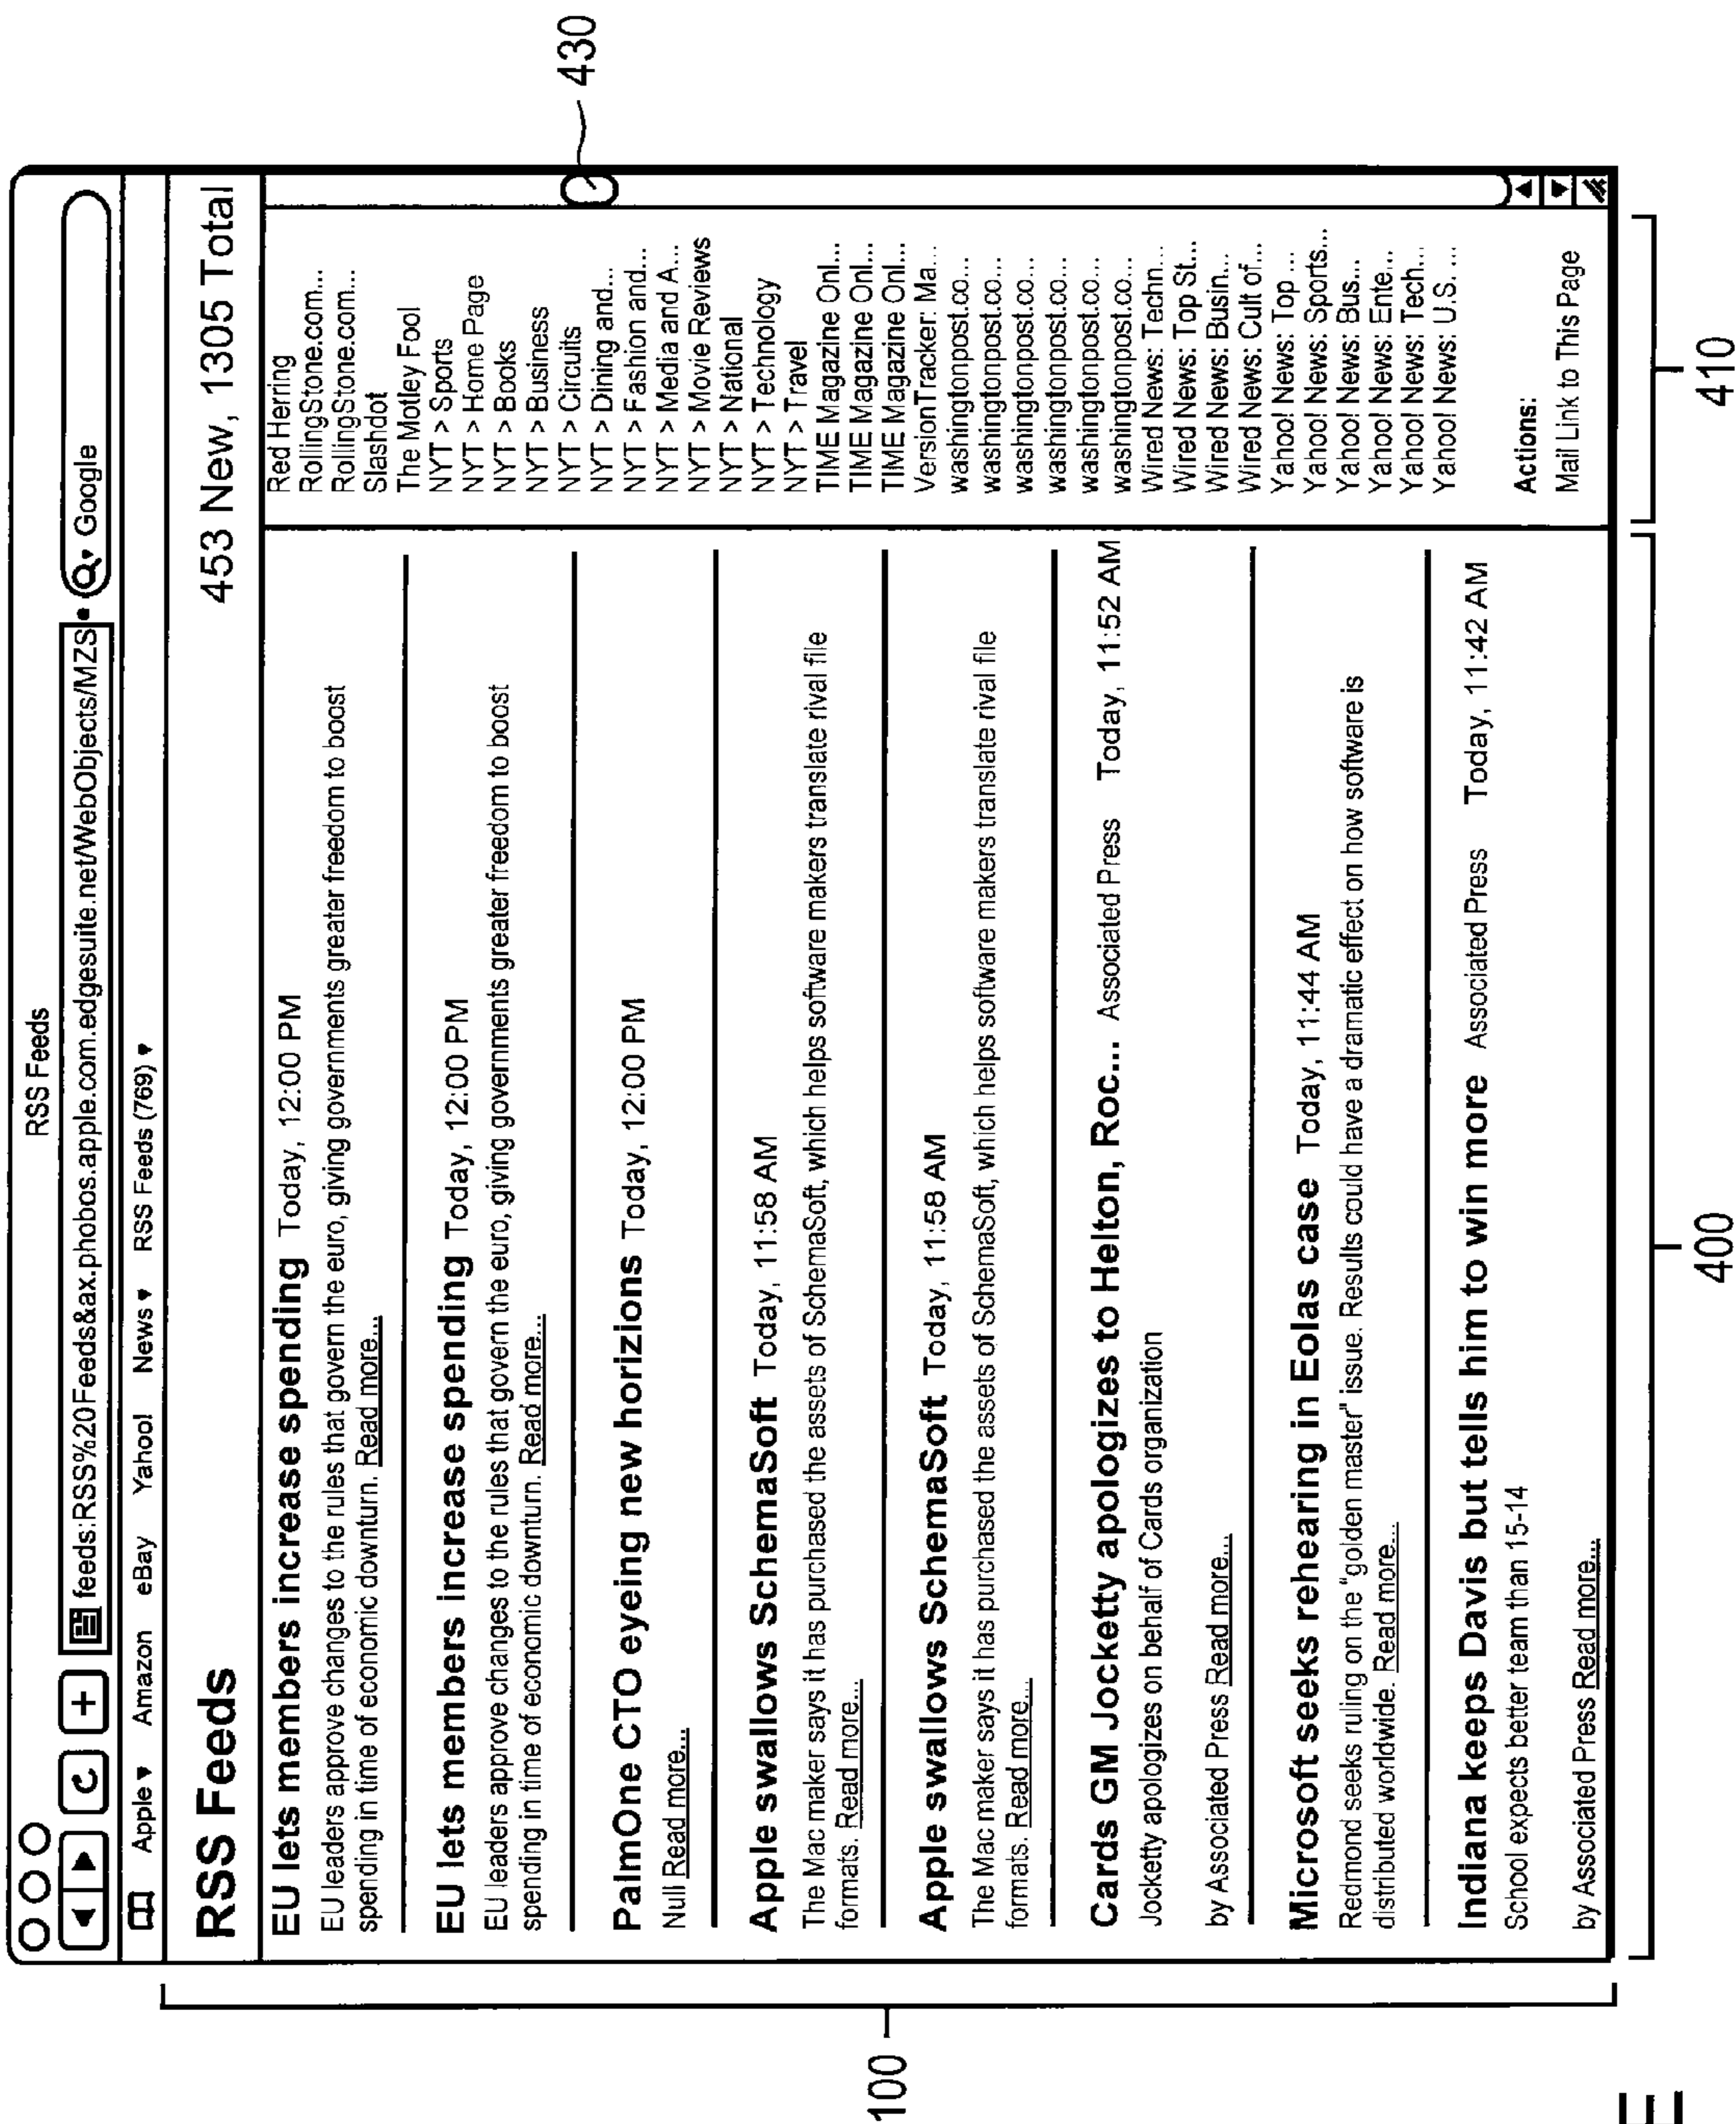 RSS Feeds
feeds:RSS%20Feeds&ax.phobos.apple.com.edgesuite.net/WebObjects/MZS
Google
Apple Amazon eBay Yahoo! News RSS Feeds (769)
RSS Feeds 453 New, 1305 Total
EU lets members increase spending Today, 12:00 PM
EU leaders approve changes to the rules that govern the euro, giving governments greater freedom to boost
spending in time of economic downturn. Read more...
EU lets members increase spending Today, 12:00 PM
EU leaders approve changes to the rules that govern the euro, giving governments greater freedom to boost
spending in time of economic downturn. Read more...
PalmOne CTO eyeing new horizions Today, 12:00 PM
Null Read more...
Apple swallows SchemaSoft Today, 11:58 AM
The Mac maker says it has purchased the assets of SchemaSoft, which helps software makers translate rival file
formats. Read more...
Apple swallows SchemaSoft Today, 11:58 AM
The Mac maker says it has purchased the assets of SchemaSoft, which helps software makers translate rival file
formats. Read more...
Cards GM Jocketty apologizes to Helton, Roc... Associated Press Today, 11:52 AM
Jocketty apologizes on behalf of Cards organization
by Associated Press Read more...
Microsoft seeks rehearing in Eolas case Today, 11:44 AM
Redmond seeks ruling on the "golden master" issue. Results could have a dramatic effect on how software is
distributed worldwide. Read more...
Indiana keeps Davis but tells him to win more Associated Press Today, 11:42 AM
School expects better team than 15-14
by Associated Press Read more...
Red Herring
RollingStone.com...
RollingStone.com...
Slashdot
The Motley Fool
NYT > Sports
NYT > Home Page
NYT > Books
NYT > Business
NYT > Circuits
NYT > Dining and...
NYT > Fashion and...
NYT > Media and A...
NYT > Movie Reviews
NYT > National
NYT > Technology
NYT > Travel
TIME Magazine Onl...
TIME Magazine Onl...
TIME Magazine Onl...
VersionTracker: Ma...
washingtonpost.co...
washingtonpost.co...
washingtonpost.co...
washingtonpost.co...
washingtonpost.co...
washingtonpost.co...
Wired News: Techn...
Wired News: Top St...
Wired News: Busin...
Wired News: Cult of...
Yahoo! News: Top ...
Yahoo! News: Sports...
Yahoo! News: Bus...
Yahoo! News: Ente...
Yahoo! News: Tech...
Yahoo! News: U.S. ...
Actions:
Mail Link to This Page
430
100
400
410